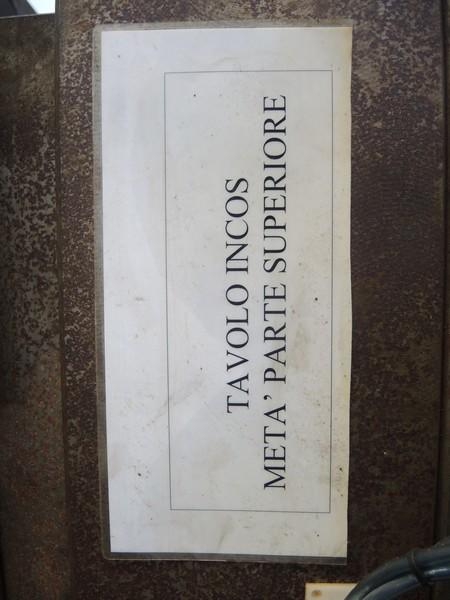 TAVOLO INCOS
META' PARTE SUPERIORE